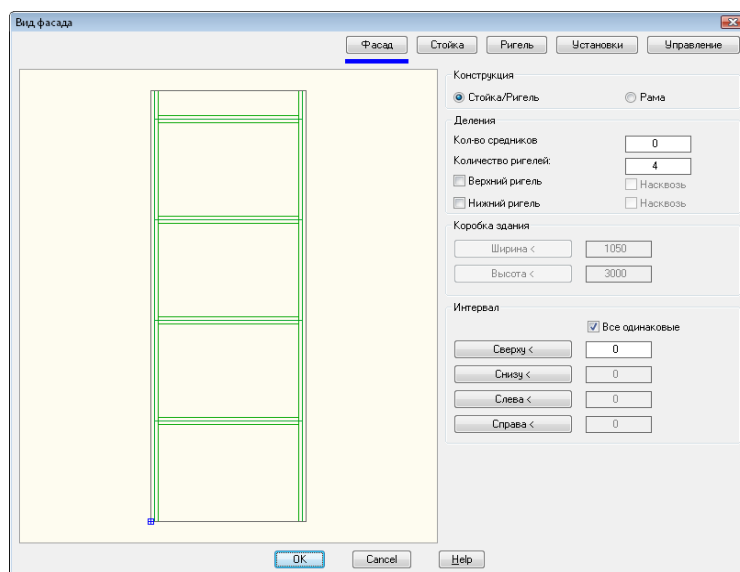 Вид фасада
Фасад Стойка Ригель Установки Управление
Конструкция
Стойка/Ригель Рама
Деления
Кол-во средников 0
Количество ригелей: 4
Верхний ригель Насквозь
Нижний ригель Насквозь
Коробка здания
Ширина < 1050
Высота < 3000
Интервал
Все одинаковые
Сверху < 0
Снизу < 0
Слева < 0
Справа < 0
OK Cancel Help